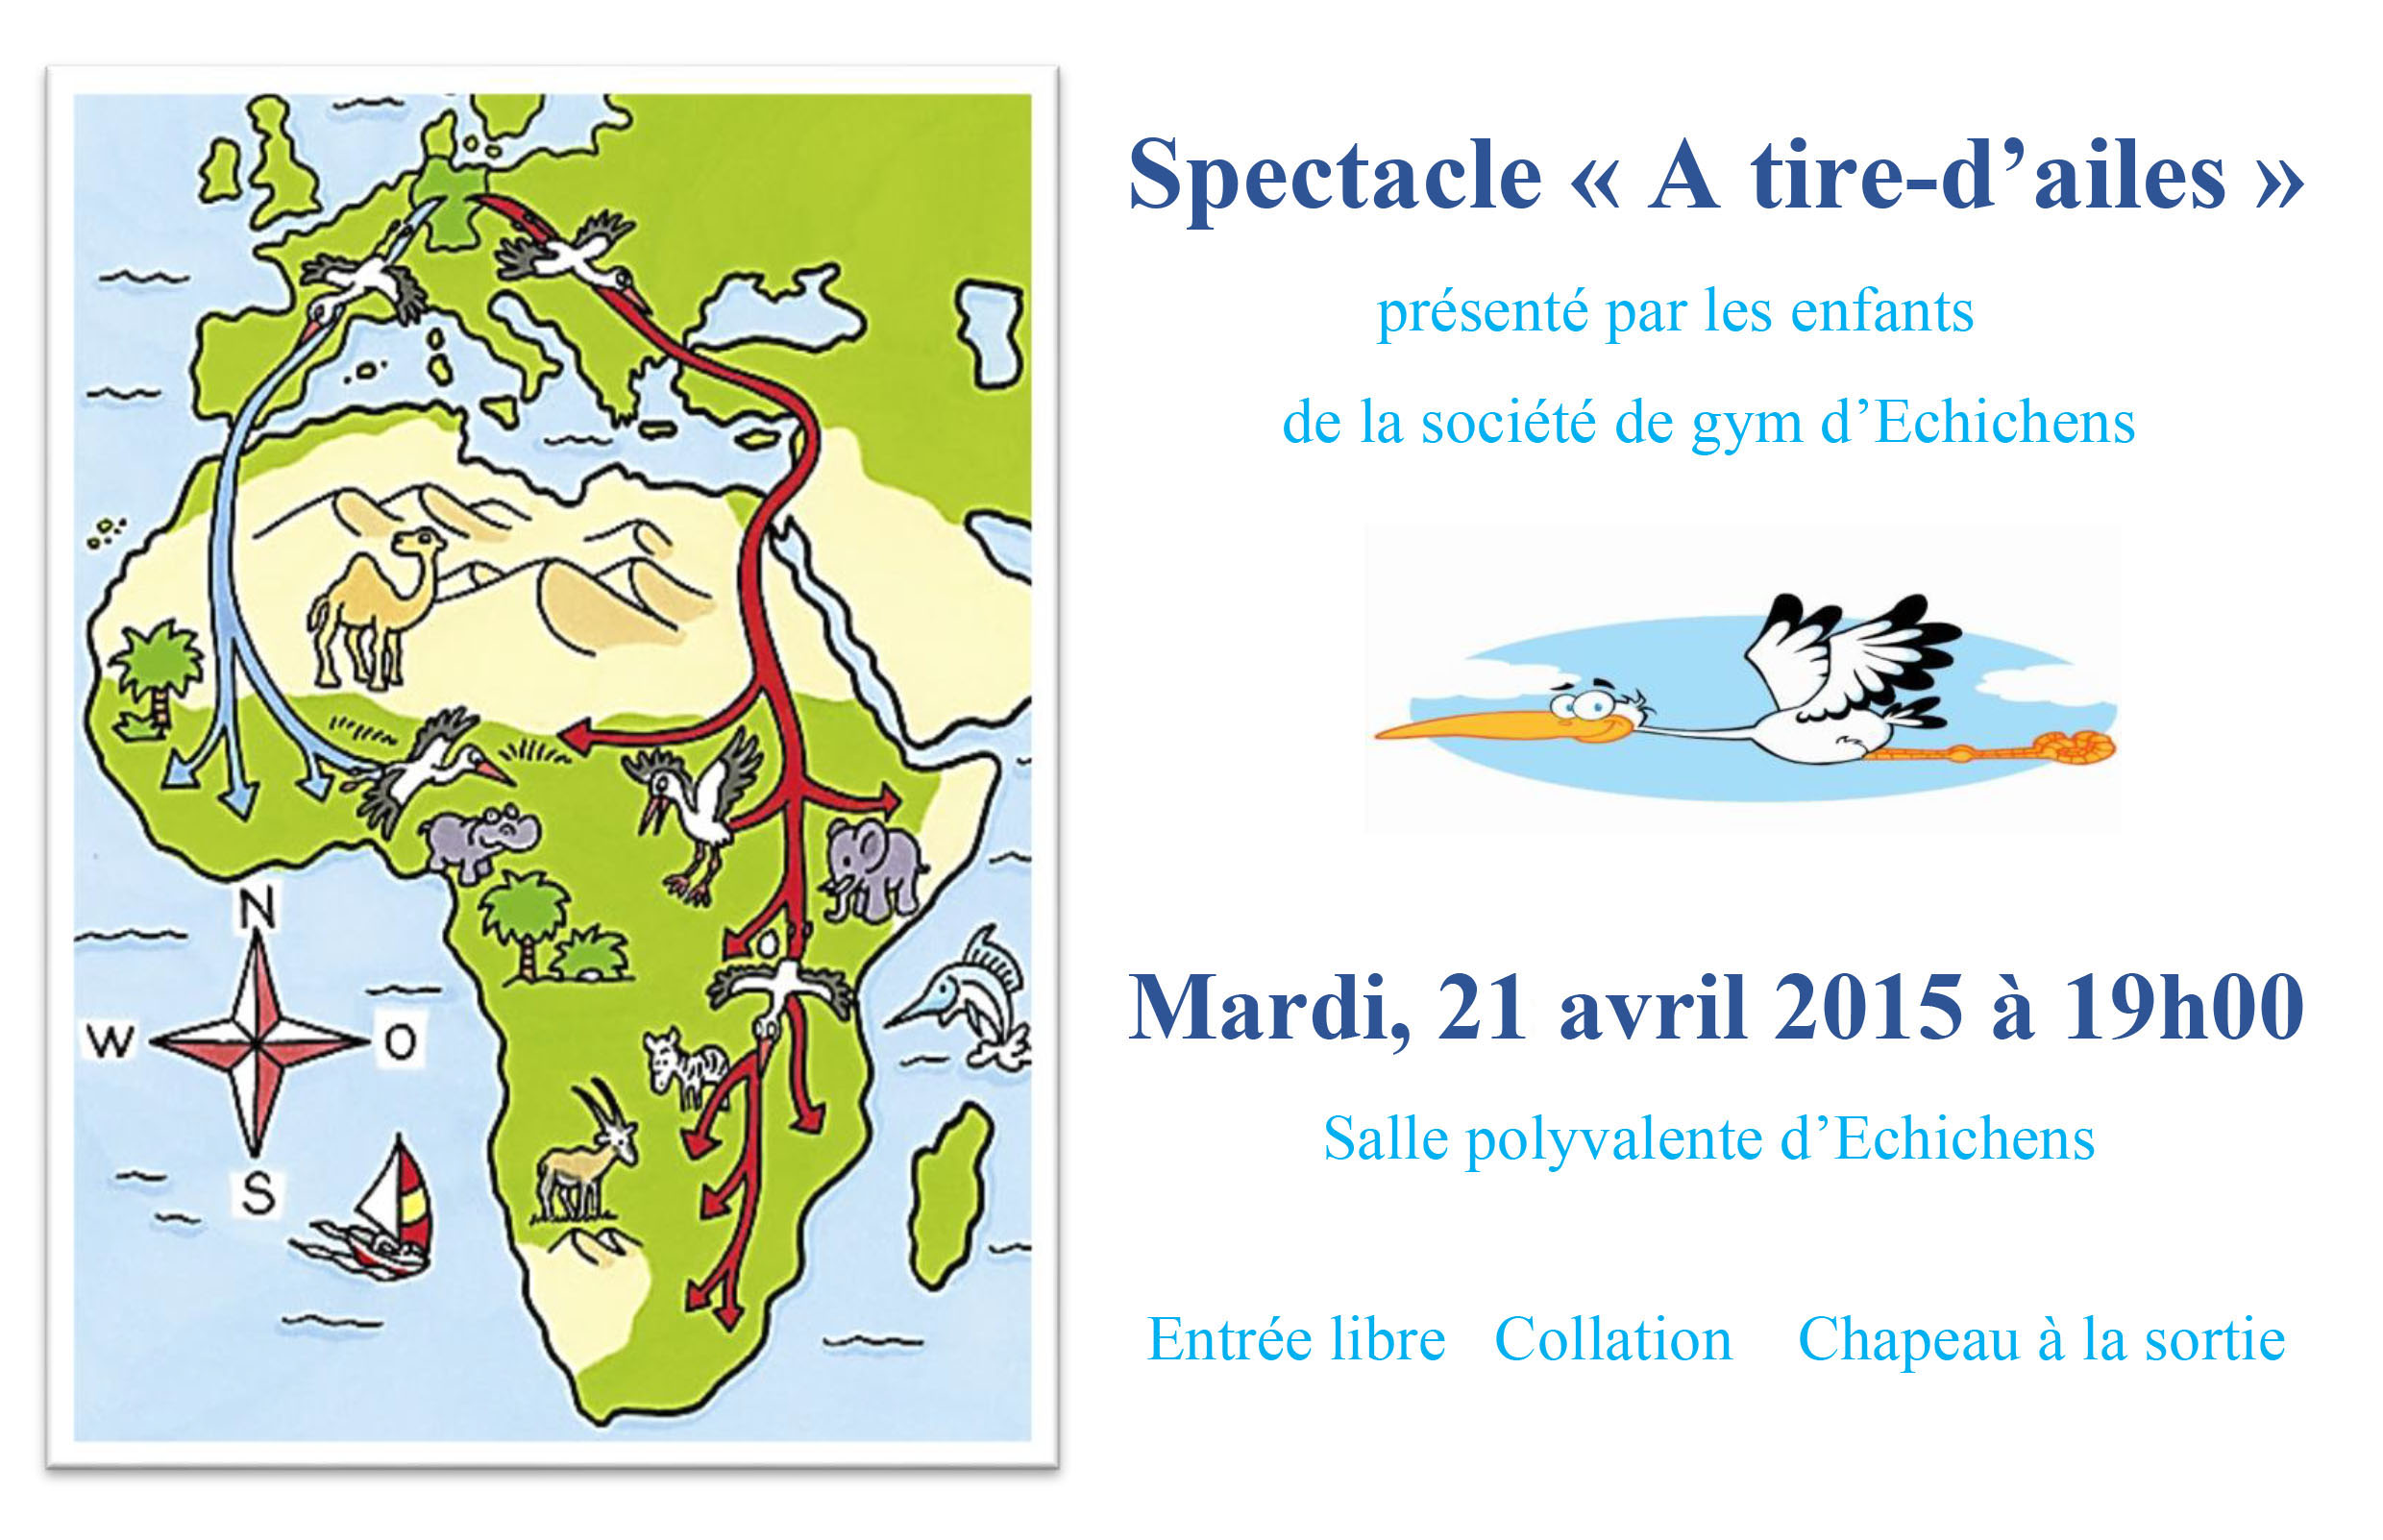 Spectacle « A tire-d’ailes »
présenté par les enfants
de la société de gym d’Echichens
N
W O
S
Mardi, 21 avril 2015 à 19h00
Salle polyvalente d’Echichens
Entrée libre Collation Chapeau à la sortie